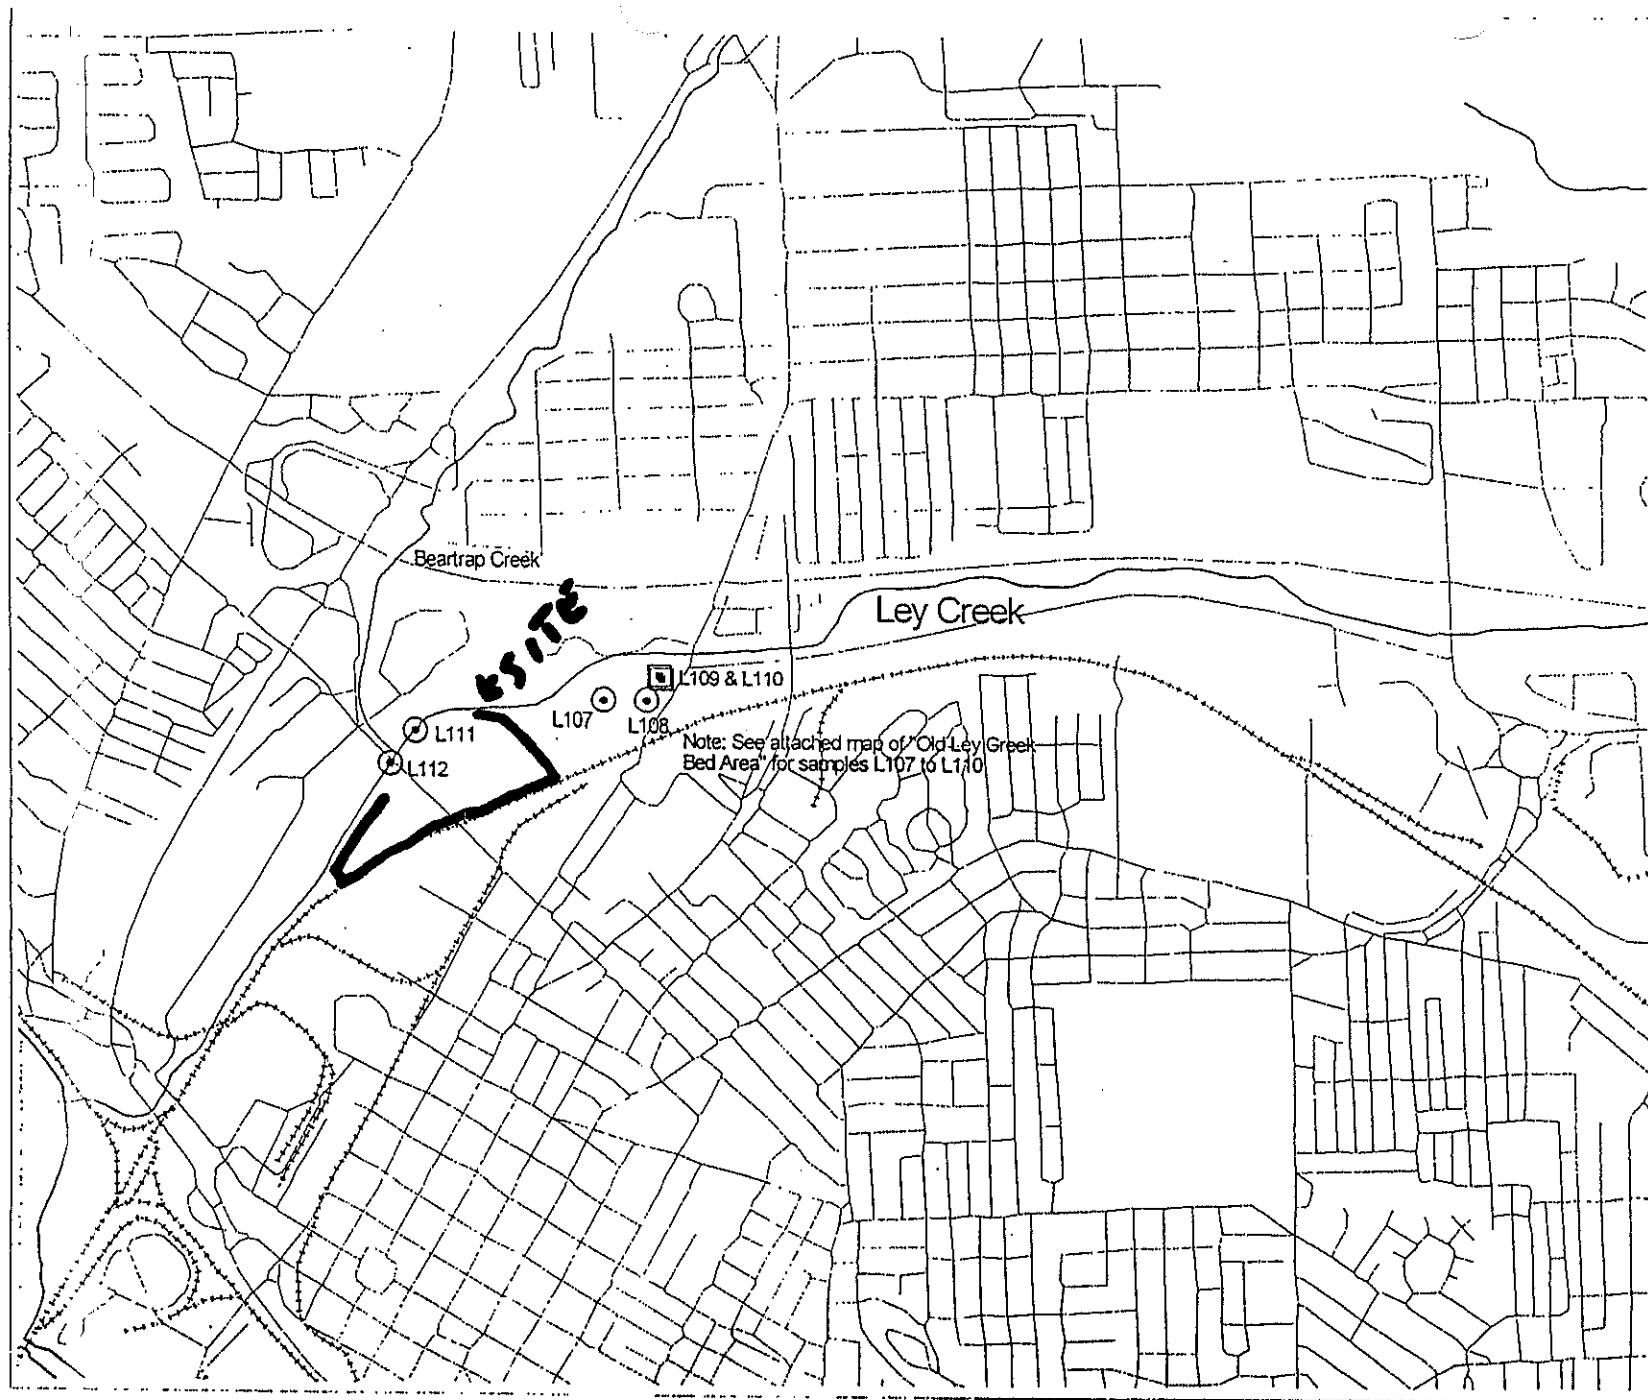 Beartrap Creek
SITE
Ley Creek
L109 & L110
L107
L108
L111
L112
Note: See attached map of "Old Ley Creek
Bed Area" for samples L107 to L110